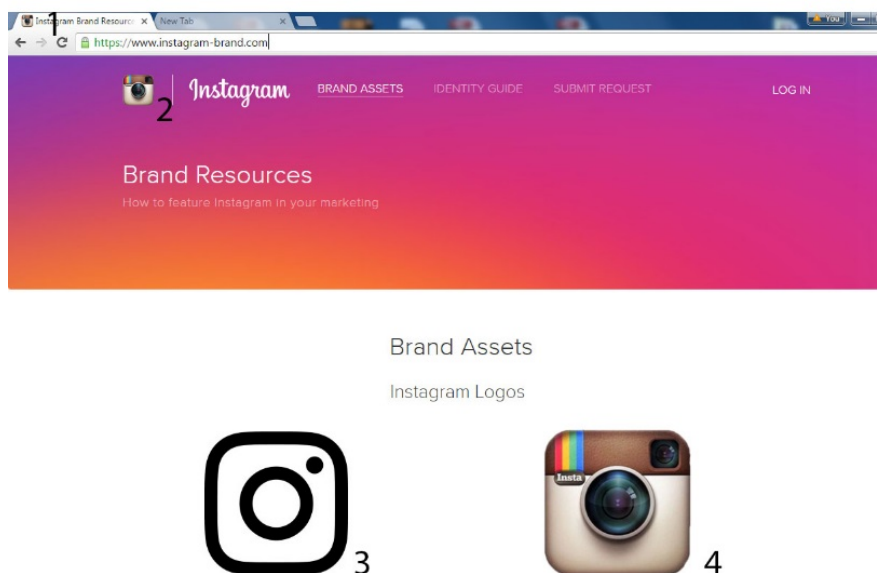 1
Instagram Brand Resource × New Tab ×
YOU
https://www.instagram-brand.com
2 Instagram BRAND ASSETS IDENTITY GUIDE SUBMIT REQUEST LOG IN
Brand Resources
How to feature Instagram in your marketing
Brand Assets
Instagram Logos
Insta
3 4